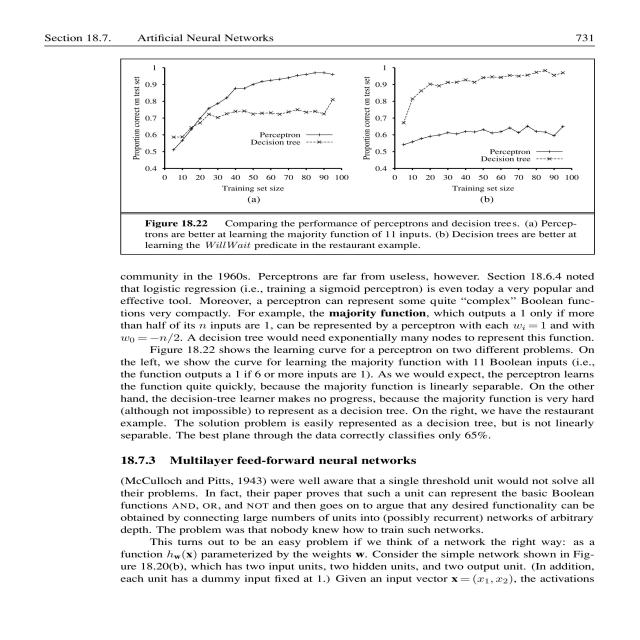 Section 18.7. Artificial Neural Networks 731
Proportion correct on test set
1
0.9
0.8
0.7
0.6
0.5
0.4
Perceptron
Decision tree
0 10 20 30 40 50 60 70 80 90 100
Training set size
(a)
Proportion correct on test set
1
0.9
0.8
0.7
0.6
0.5
0.4
Perceptron
Decision tree
0 10 20 30 40 50 60 70 80 90 100
Training set size
(b)
Figure 18.22 Comparing the performance of perceptrons and decision trees. (a) Percep-
trons are better at learning the majority function of 11 inputs. (b) Decision trees are better at
learning the WillWait predicate in the restaurant example.
community in the 1960s. Perceptrons are far from useless, however. Section 18.6.4 noted
that logistic regression (i.e., training a sigmoid perceptron) is even today a very popular and
effective tool. Moreover, a perceptron can represent some quite “complex” Boolean func-
tions very compactly. For example, the majority function, which outputs a 1 only if more
than half of its n inputs are 1, can be represented by a perceptron with each wᵢ = 1 and with
w₀ = −n/2. A decision tree would need exponentially many nodes to represent this function.
Figure 18.22 shows the learning curve for a perceptron on two different problems. On
the left, we show the curve for learning the majority function with 11 Boolean inputs (i.e.,
the function outputs a 1 if 6 or more inputs are 1). As we would expect, the perceptron learns
the function quite quickly, because the majority function is linearly separable. On the other
hand, the decision-tree learner makes no progress, because the majority function is very hard
(although not impossible) to represent as a decision tree. On the right, we have the restaurant
example. The solution problem is easily represented as a decision tree, but is not linearly
separable. The best plane through the data correctly classifies only 65%.
18.7.3 Multilayer feed-forward neural networks
(McCulloch and Pitts, 1943) were well aware that a single threshold unit would not solve all
their problems. In fact, their paper proves that such a unit can represent the basic Boolean
functions AND, OR, and NOT and then goes on to argue that any desired functionality can be
obtained by connecting large numbers of units into (possibly recurrent) networks of arbitrary
depth. The problem was that nobody knew how to train such networks.
This turns out to be an easy problem if we think of a network the right way: as a
function h𝐰(𝐱) parameterized by the weights 𝐰. Consider the simple network shown in Fig-
ure 18.20(b), which has two input units, two hidden units, and two output unit. (In addition,
each unit has a dummy input fixed at 1.) Given an input vector 𝐱 = (x₁, x₂), the activations